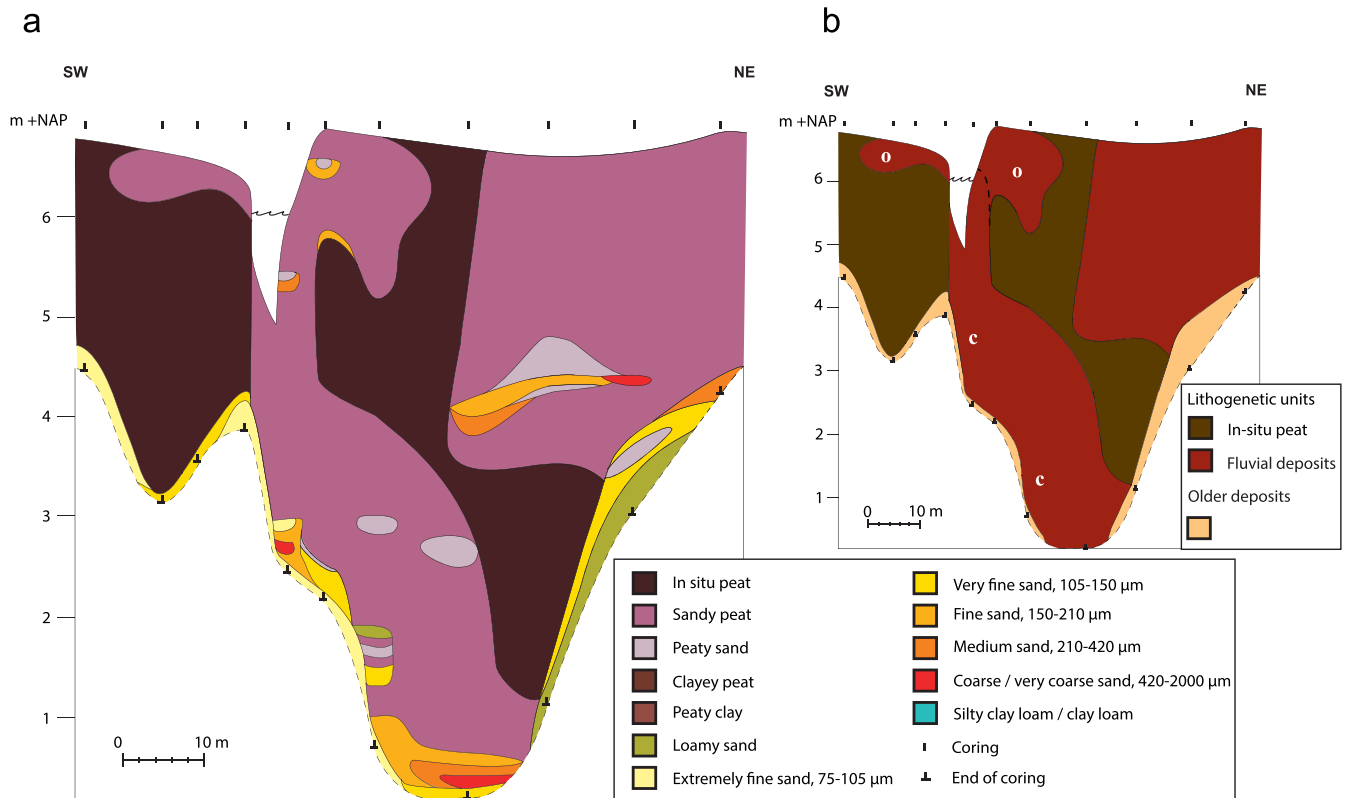 a
SW
NE
m +NAP
6
5
4
3
2
1
0 10 m
b
SW
NE
m +NAP
6
5
4
3
2
1
o
o
c
c
0 10 m
Lithogenetic units
In-situ peat
Fluvial deposits
Older deposits
In situ peat
Sandy peat
Peaty sand
Clayey peat
Peaty clay
Loamy sand
Extremely fine sand, 75-105 µm
Very fine sand, 105-150 µm
Fine sand, 150-210 µm
Medium sand, 210-420 µm
Coarse / very coarse sand, 420-2000 µm
Silty clay loam / clay loam
Coring
End of coring